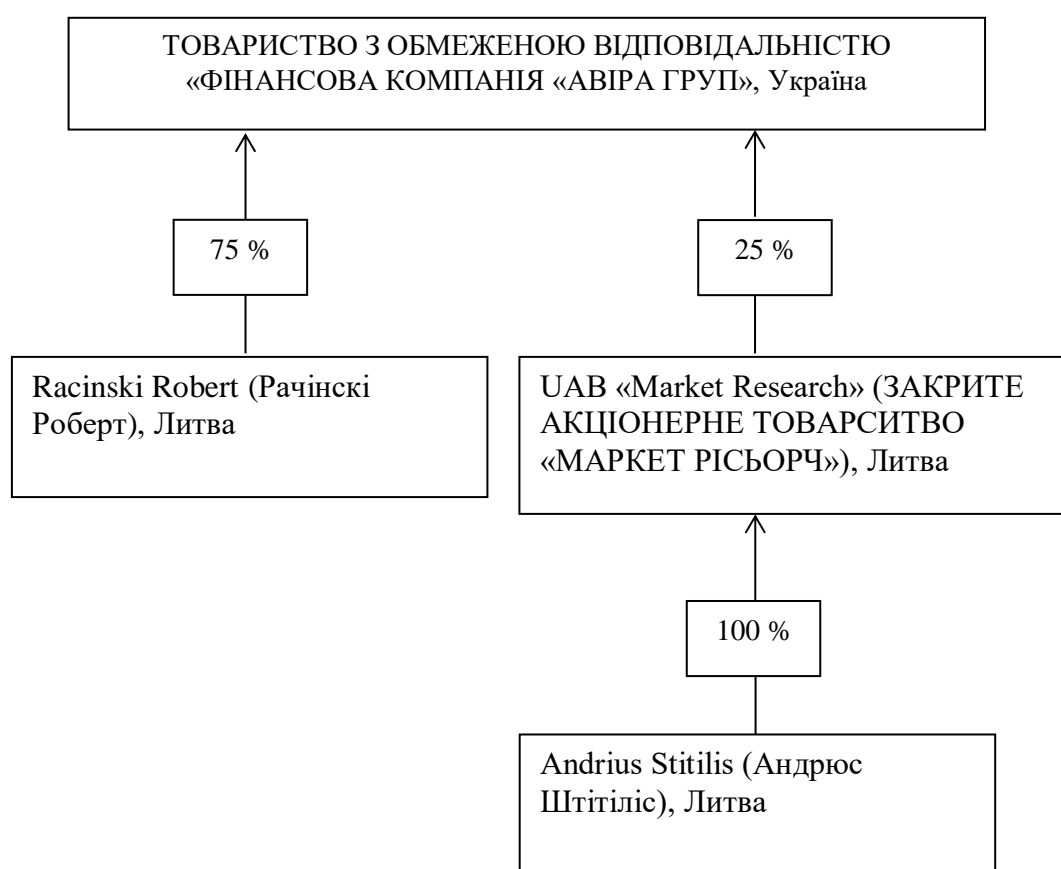 ТОВАРИСТВО З ОБМЕЖЕНОЮ ВІДПОВІДАЛЬНІСТЮ
«ФІНАНСОВА КОМПАНІЯ «АВІРА ГРУП», Україна
75 %
25 %
Racinski Robert (Рачінскі
Роберт), Литва
UAB «Market Research» (ЗАКРИТЕ
АКЦІОНЕРНЕ ТОВАРСИТВО
«МАРКЕТ РІСЬОРЧ»), Литва
100 %
Andrius Stitilis (Андрюс
Штітіліс), Литва